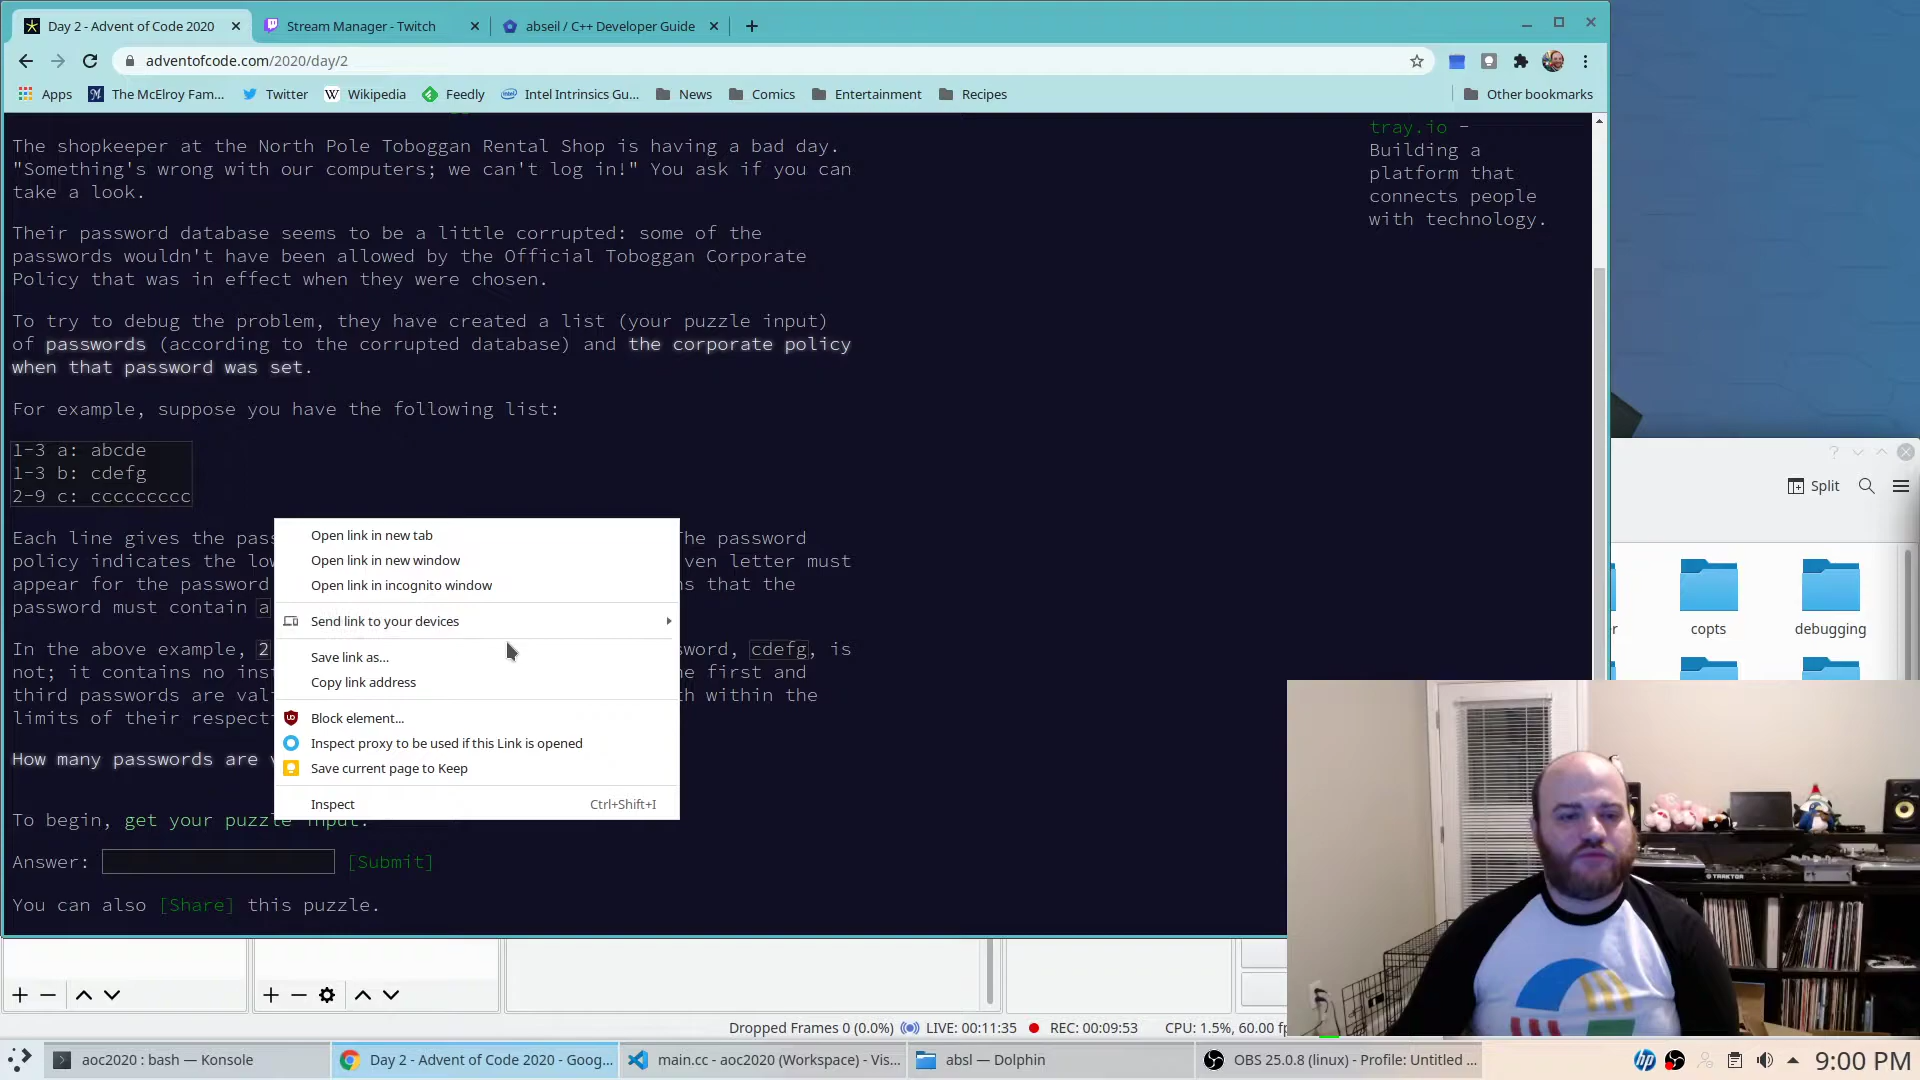 Day 2 - Advent of Code 2020
Stream Manager - Twitch
abseil / C++ Developer Guide
adventofcode.com/2020/day/2
Apps
The McElroy Fam...
Twitter
Wikipedia
Feedly
Intel Intrinsics Gu...
News
Comics
Entertainment
Recipes
Other bookmarks
The shopkeeper at the North Pole Toboggan Rental Shop is having a bad day.
"Something's wrong with our computers; we can't log in!" You ask if you can
take a look.
Their password database seems to be a little corrupted: some of the
passwords wouldn't have been allowed by the Official Toboggan Corporate
Policy that was in effect when they were chosen.
To try to debug the problem, they have created a list (your puzzle input)
of passwords (according to the corrupted database) and the corporate policy
when that password was set.
For example, suppose you have the following list:
1-3 a: abcde
1-3 b: cdefg
2-9 c: ccccccccc
Each line gives the pass
he password
policy indicates the low
ven letter must
appear for the password
ns that the
password must contain a
In the above example, 2
sword, cdefg, is
not; it contains no ins
e first and
third passwords are vali
th within the
limits of their respecti
How many passwords are v
To begin, get your puzzle input.
Answer:
[Submit]
You can also [Share] this puzzle.
Open link in new tab
Open link in new window
Open link in incognito window
Send link to your devices
Save link as...
Copy link address
Block element...
Inspect proxy to be used if this Link is opened
Save current page to Keep
Inspect
Ctrl+Shift+I
tray.io -
Building a
platform that
connects people
with technology.
Split
r
copts
debugging
TRAKTOR
Dropped Frames 0 (0.0%)
LIVE: 00:11:35
REC: 00:09:53
CPU: 1.5%, 60.00 fp
aoc2020 : bash — Konsole
Day 2 - Advent of Code 2020 - Goog...
main.cc - aoc2020 (Workspace) - Vis...
absl — Dolphin
OBS 25.0.8 (linux) - Profile: Untitled ...
9:00 PM